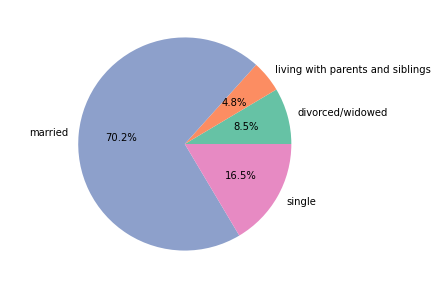 living with parents and siblings
4.8%
divorced/widowed
8.5%
married
70.2%
16.5%
single